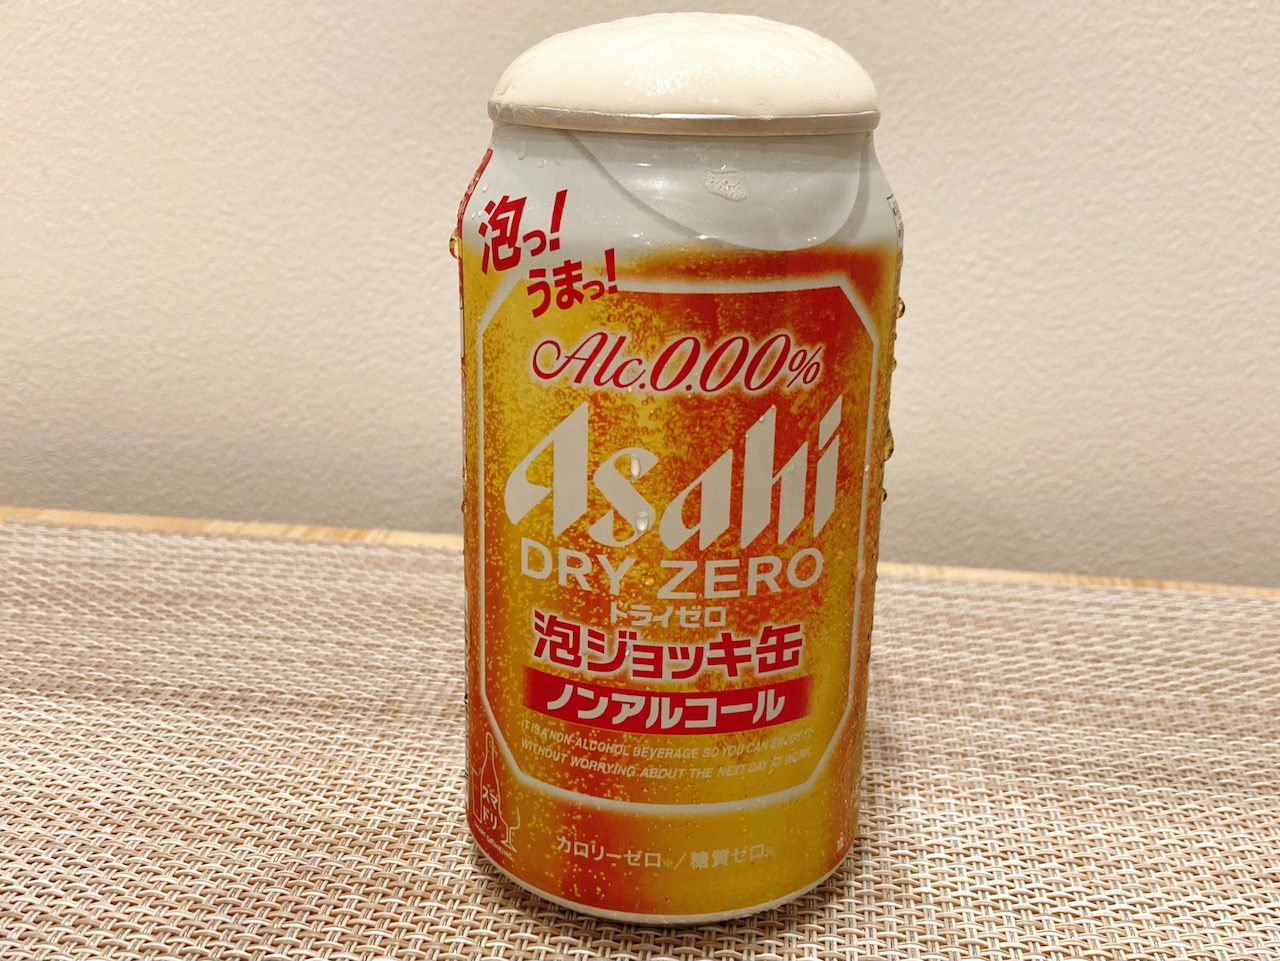 泡っ!
うまっ!
Alc.0.00%
Asahi
DRY ZERO
ドライゼロ
泡ジョッキ缶
ノンアルコール
IT IS A NON-ALCOHOL BEVERAGE SO YOU CAN ENJOY IT
WITHOUT WORRYING ABOUT THE NEXT DAY AT WORK.
スマ
ドリ
カロリーゼロ※/糖質ゼロ※